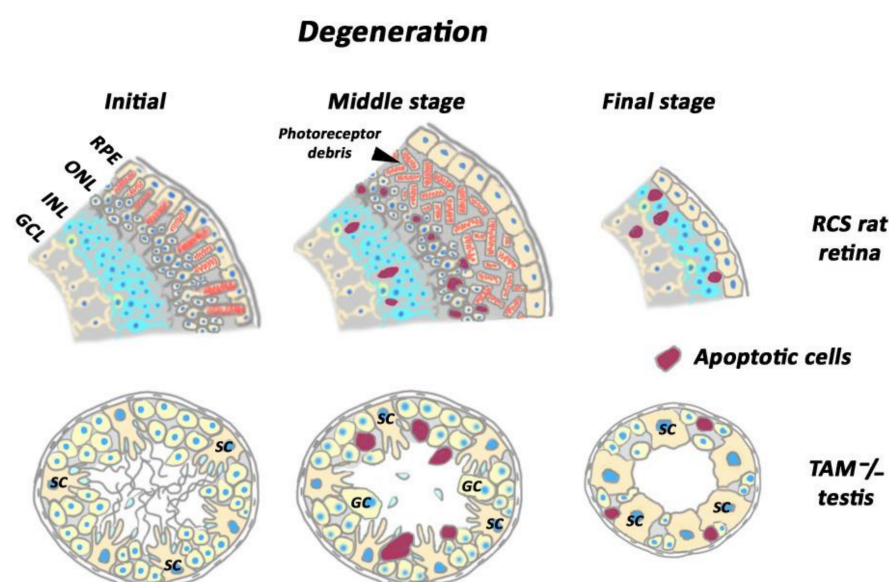 Degeneration
Initial
Middle stage
Final stage
Photoreceptor
debris
RPE
ONL
INL
GCL
RCS rat
retina
Apoptotic cells
SC
SC
SC
SC
GC
GC
SC
SC
SC
SC
TAM⁻/₋
testis